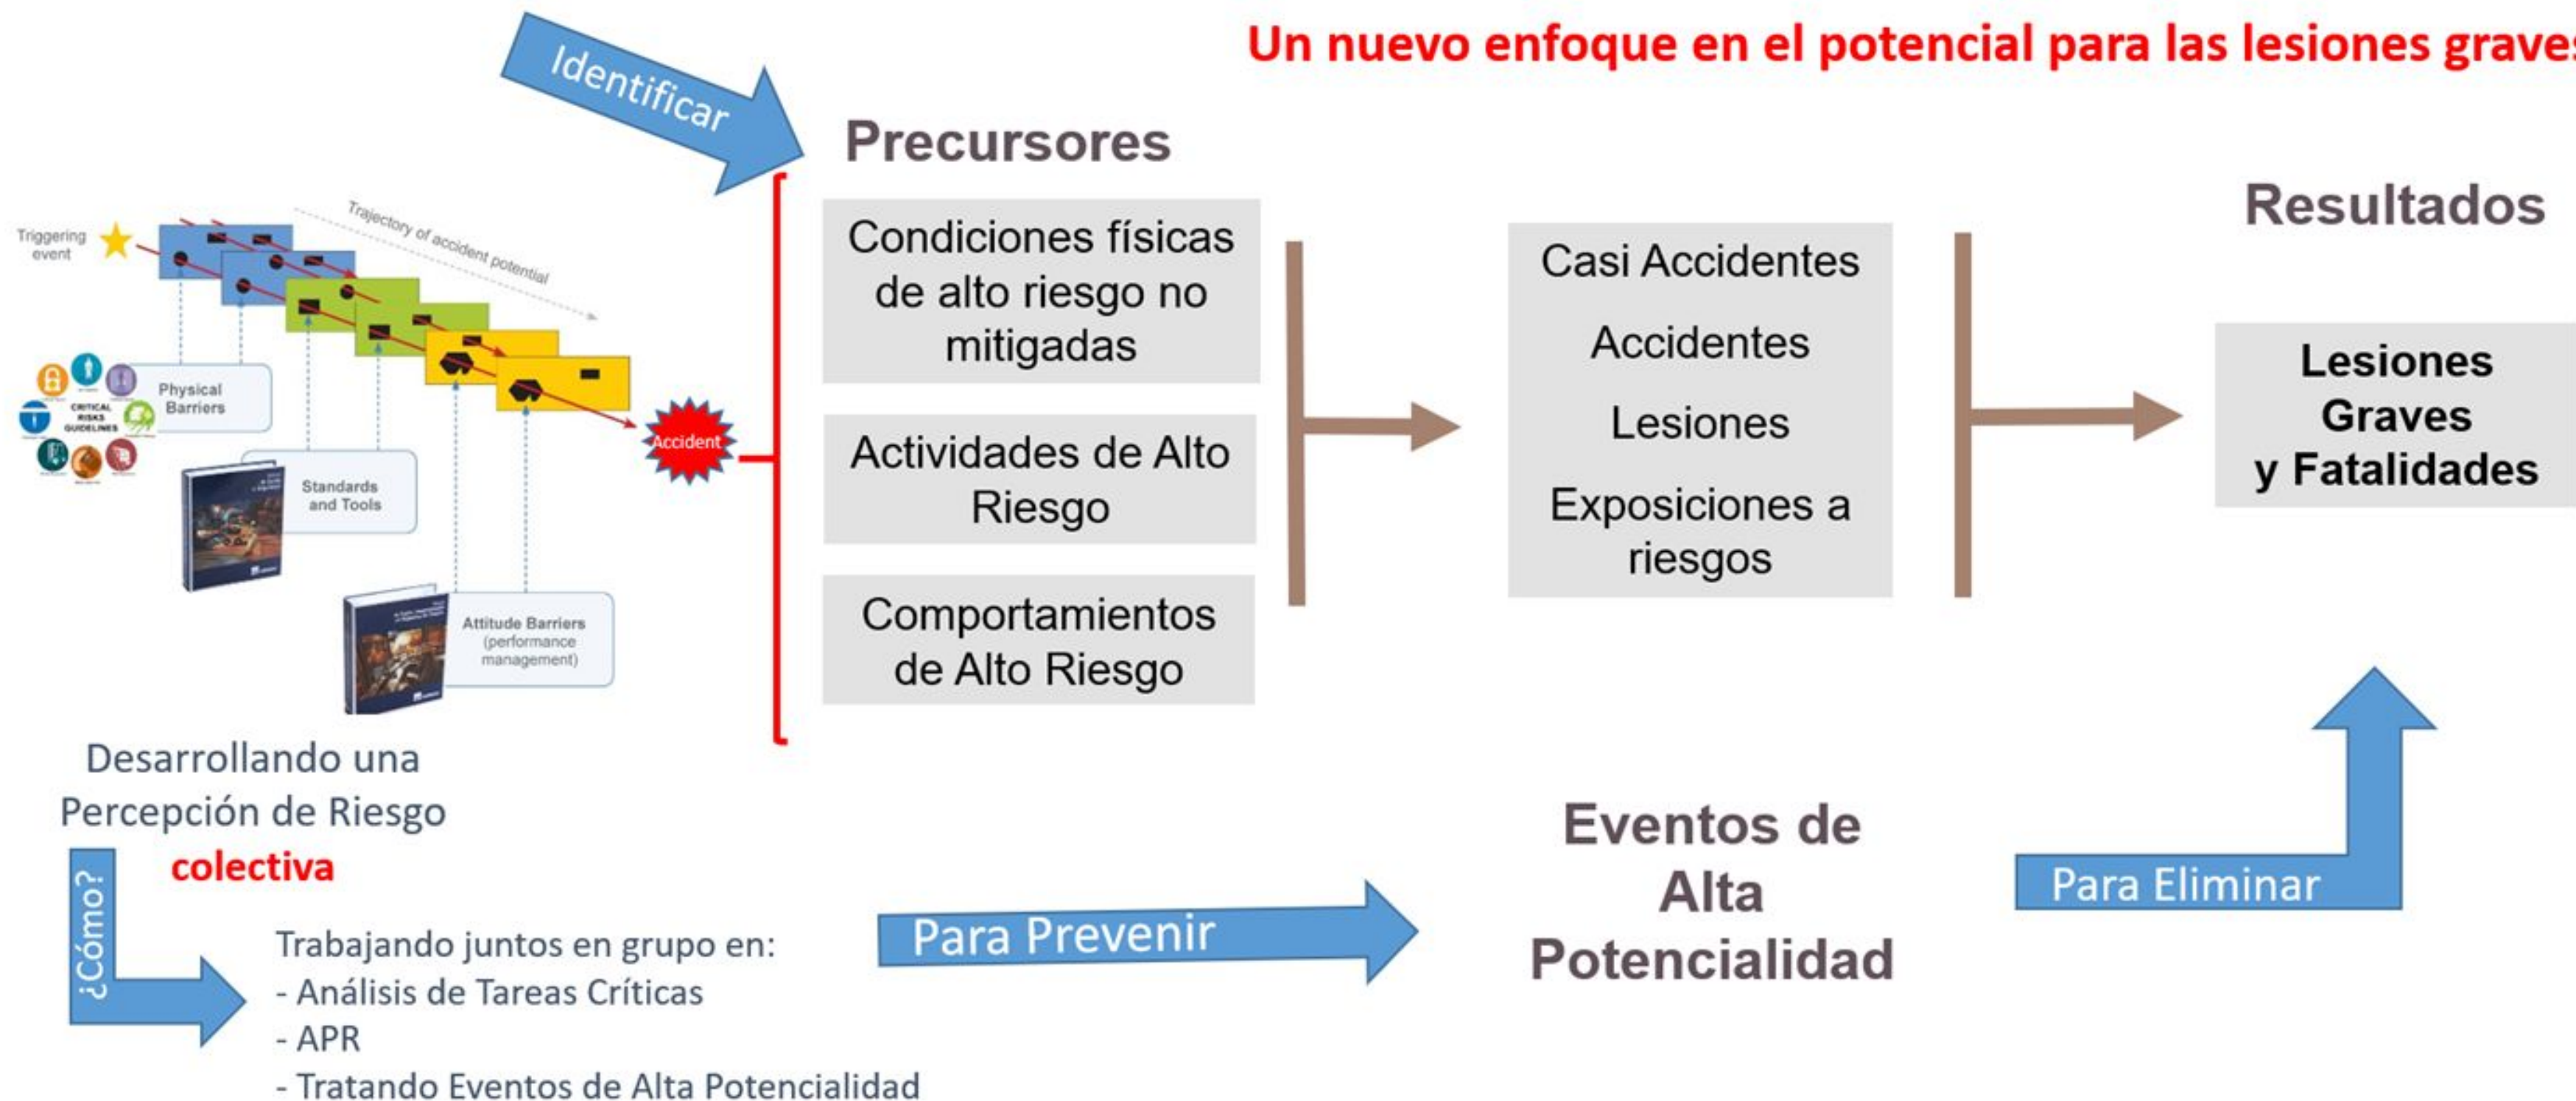 Un nuevo enfoque en el potencial para las lesiones graves
Identificar
Precursores
Condiciones físicas
de alto riesgo no
mitigadas
Actividades de Alto
Riesgo
Comportamientos
de Alto Riesgo
Casi Accidentes
Accidentes
Lesiones
Exposiciones a
riesgos
Resultados
Lesiones
Graves
y Fatalidades
Triggering
event
Trajectory of accident potential
Accident
CRITICAL
RISKS
GUIDELINES
Physical
Barriers
Standards
and Tools
Attitude Barriers
(performance
management)
Desarrollando una
Percepción de Riesgo
colectiva
¿Cómo?
Trabajando juntos en grupo en:
- Análisis de Tareas Críticas
- APR
- Tratando Eventos de Alta Potencialidad
Para Prevenir
Eventos de
Alta
Potencialidad
Para Eliminar